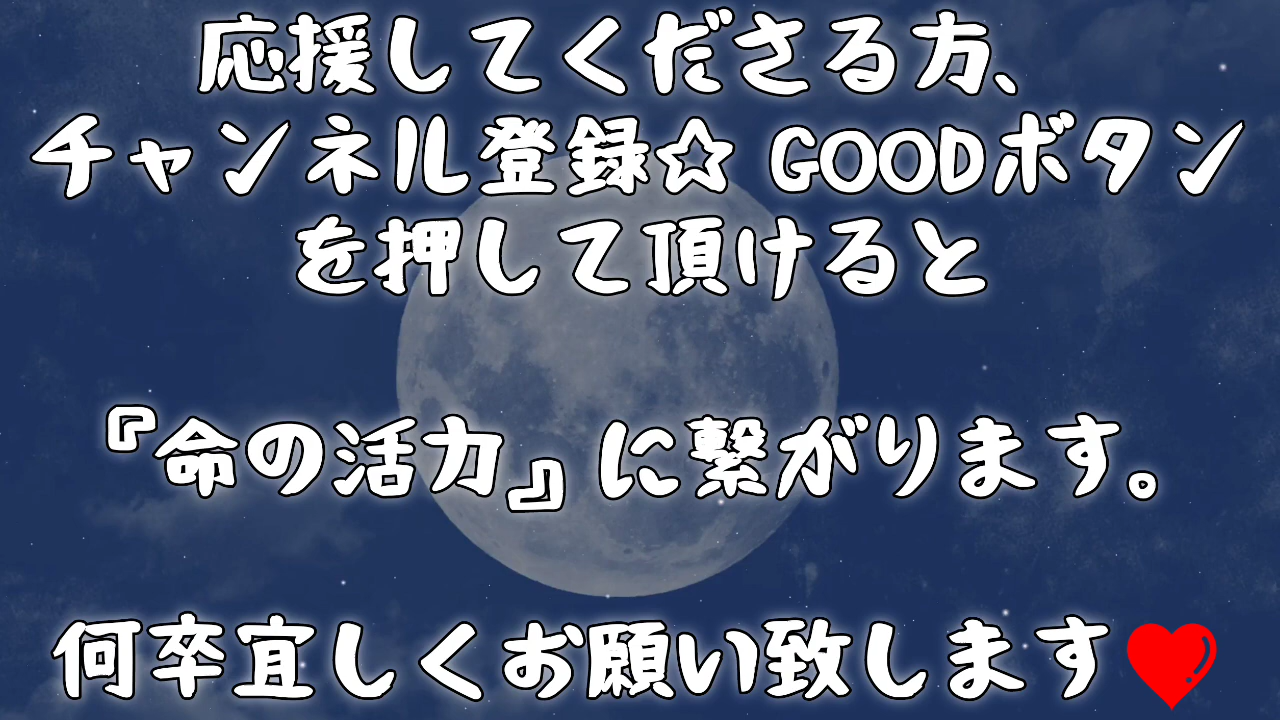 応援してくださる方、
チャンネル登録☆ GOODボタン
を押して頂けると
『命の活力』に繋がります。
何卒宜しくお願い致します❤